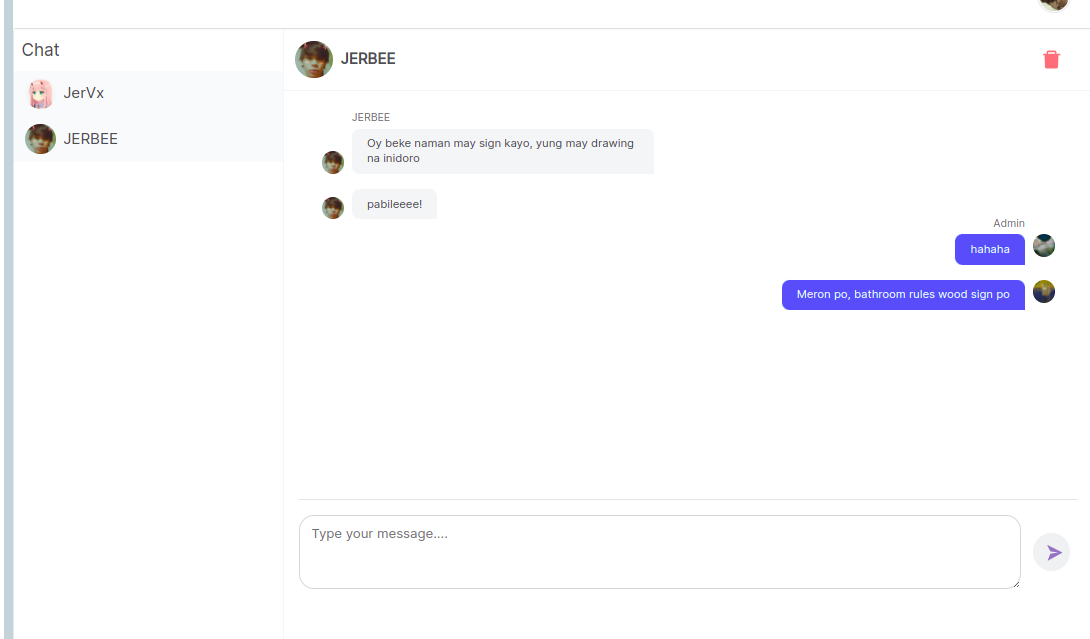 Chat
JerVx
JERBEE
JERBEE
JERBEE
Oy beke naman may sign kayo, yung may drawing
na inidoro
pabileeee!
Admin
hahaha
Meron po, bathroom rules wood sign po
Type your message....